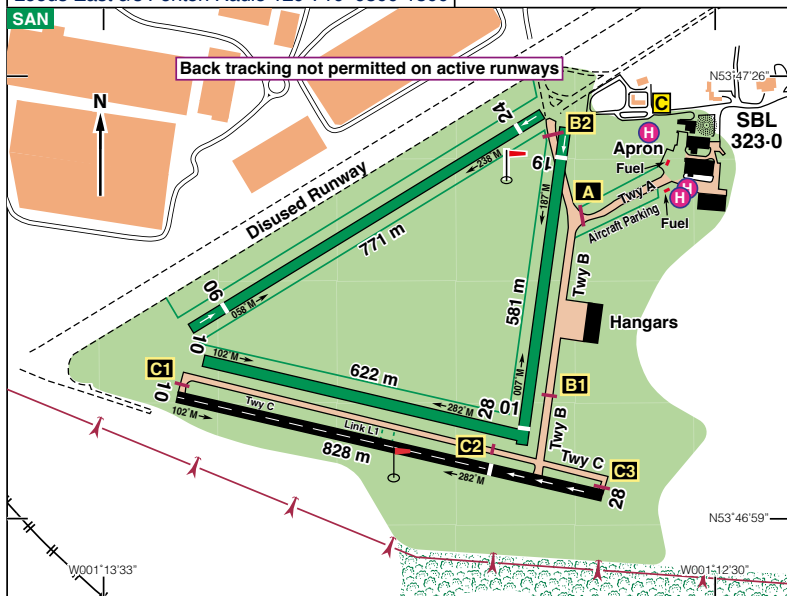 SAN
Back tracking not permitted on active runways
N53°47'26"
N
24
B2
C
H
SBL
323·0
19
238°M
Apron
Fuel
Disused Runway
187°M
A
Twy A
H
H
Aircraft Parking
Fuel
771 m
Twy B
06
058°M
581 m
Hangars
10
102°M
007°M
622 m
C1
B1
10
Twy C
282°M
28
01
102°M
Link L1
Twy B
C2
828 m
Twy C
C3
282°M
28
N53°46'59"
W001°13'33"
W001°12'30"